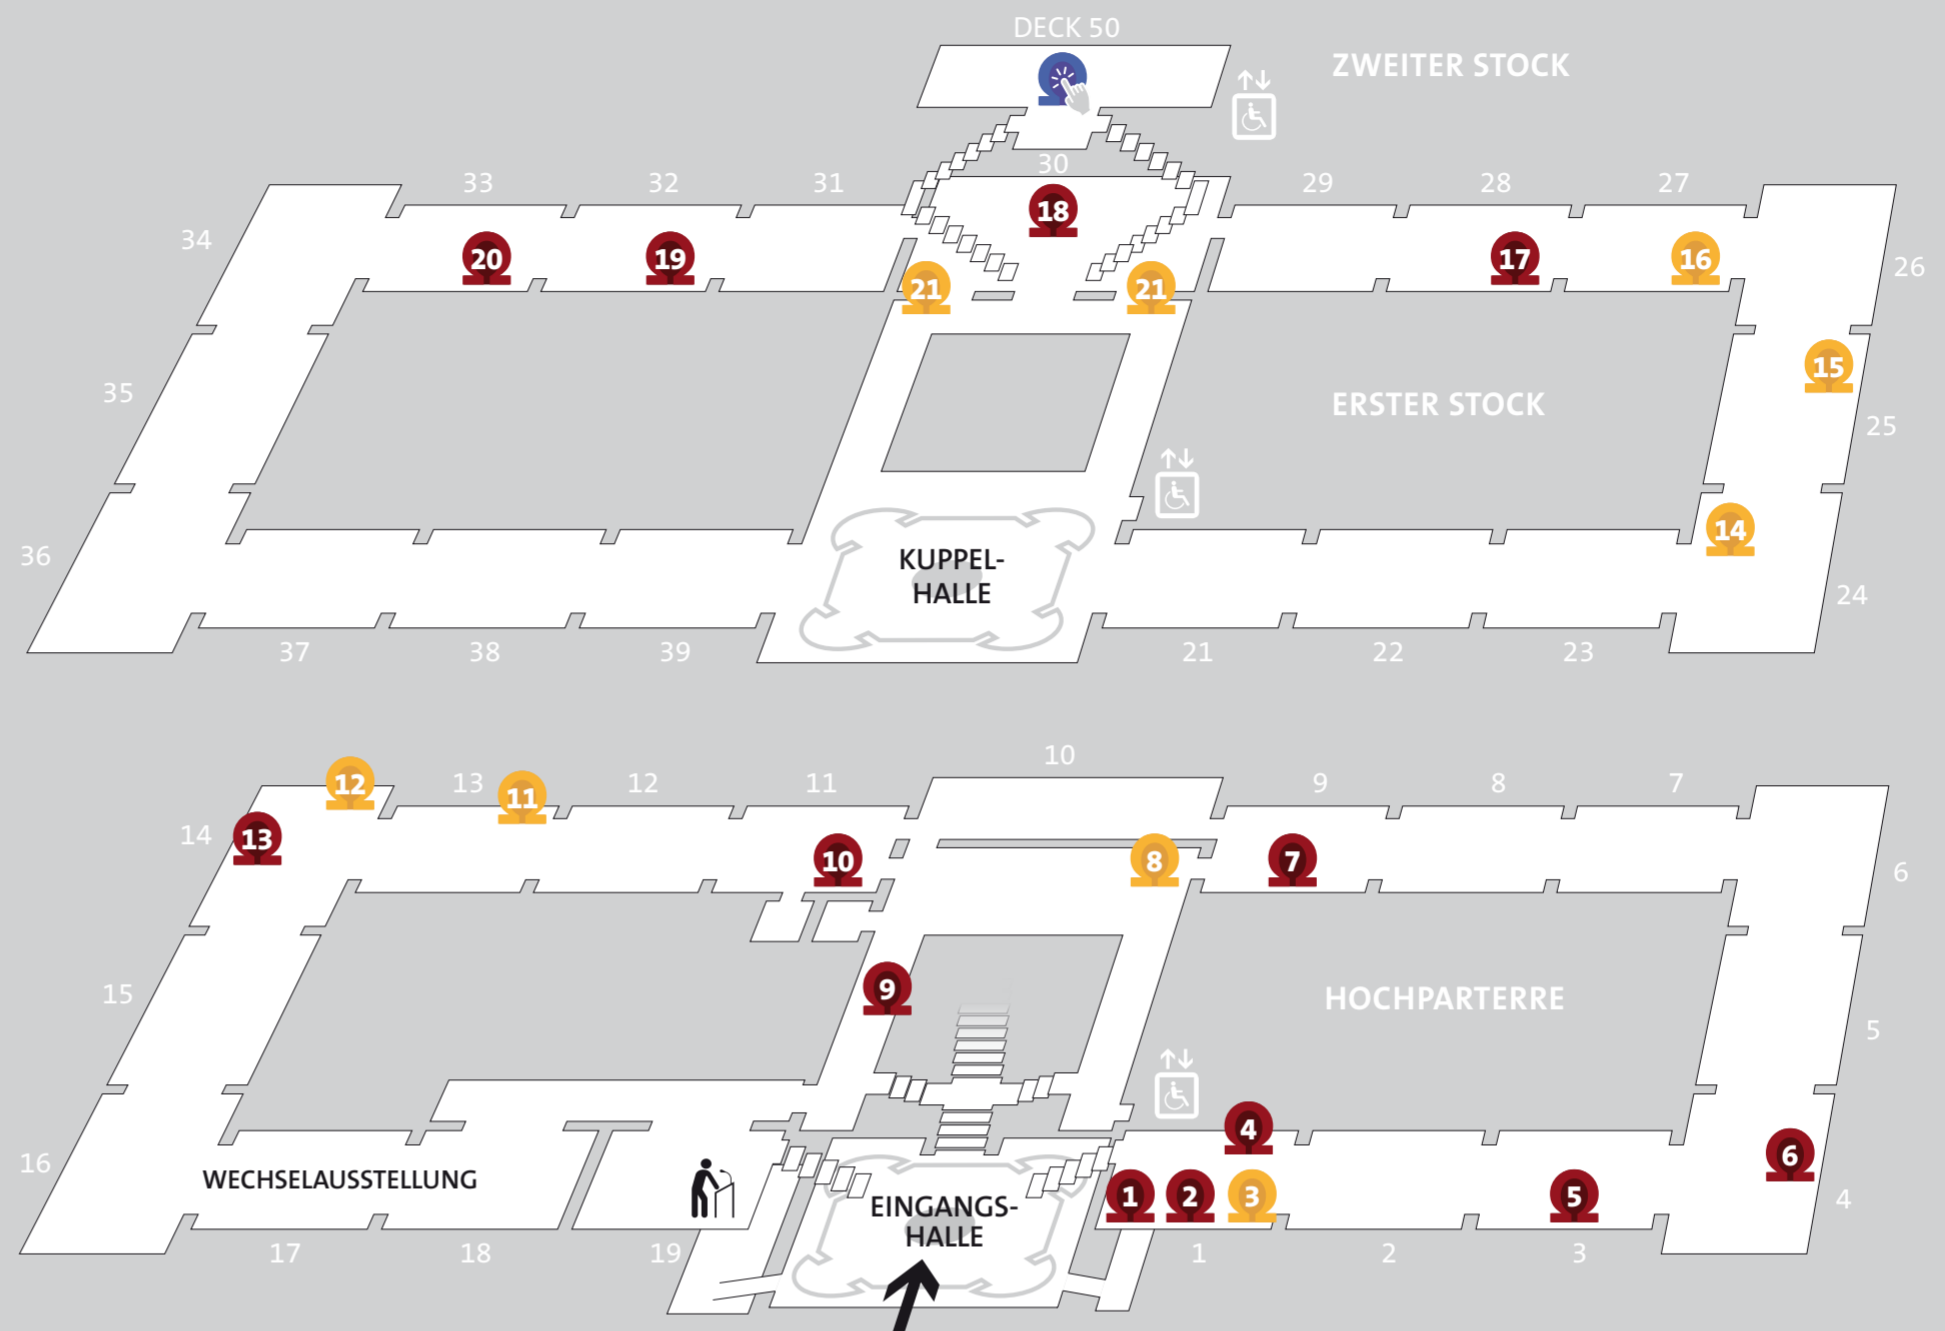 DECK 50
ZWEITER STOCK
30
33 32 31 29 28 27
18
34
20 19 17 16
26
21 21
15
35
ERSTER STOCK
25
14
36
KUPPEL-
HALLE
24
37 38 39 21 22 23
10
12 13 11 12 11 9 8 7
14
13
10 8 7
6
9
15
HOCHPARTERRE
5
4
6
16
WECHSELAUSSTELLUNG
1 2 3 5
4
EINGANGS-
HALLE
17 18 19 1 2 3